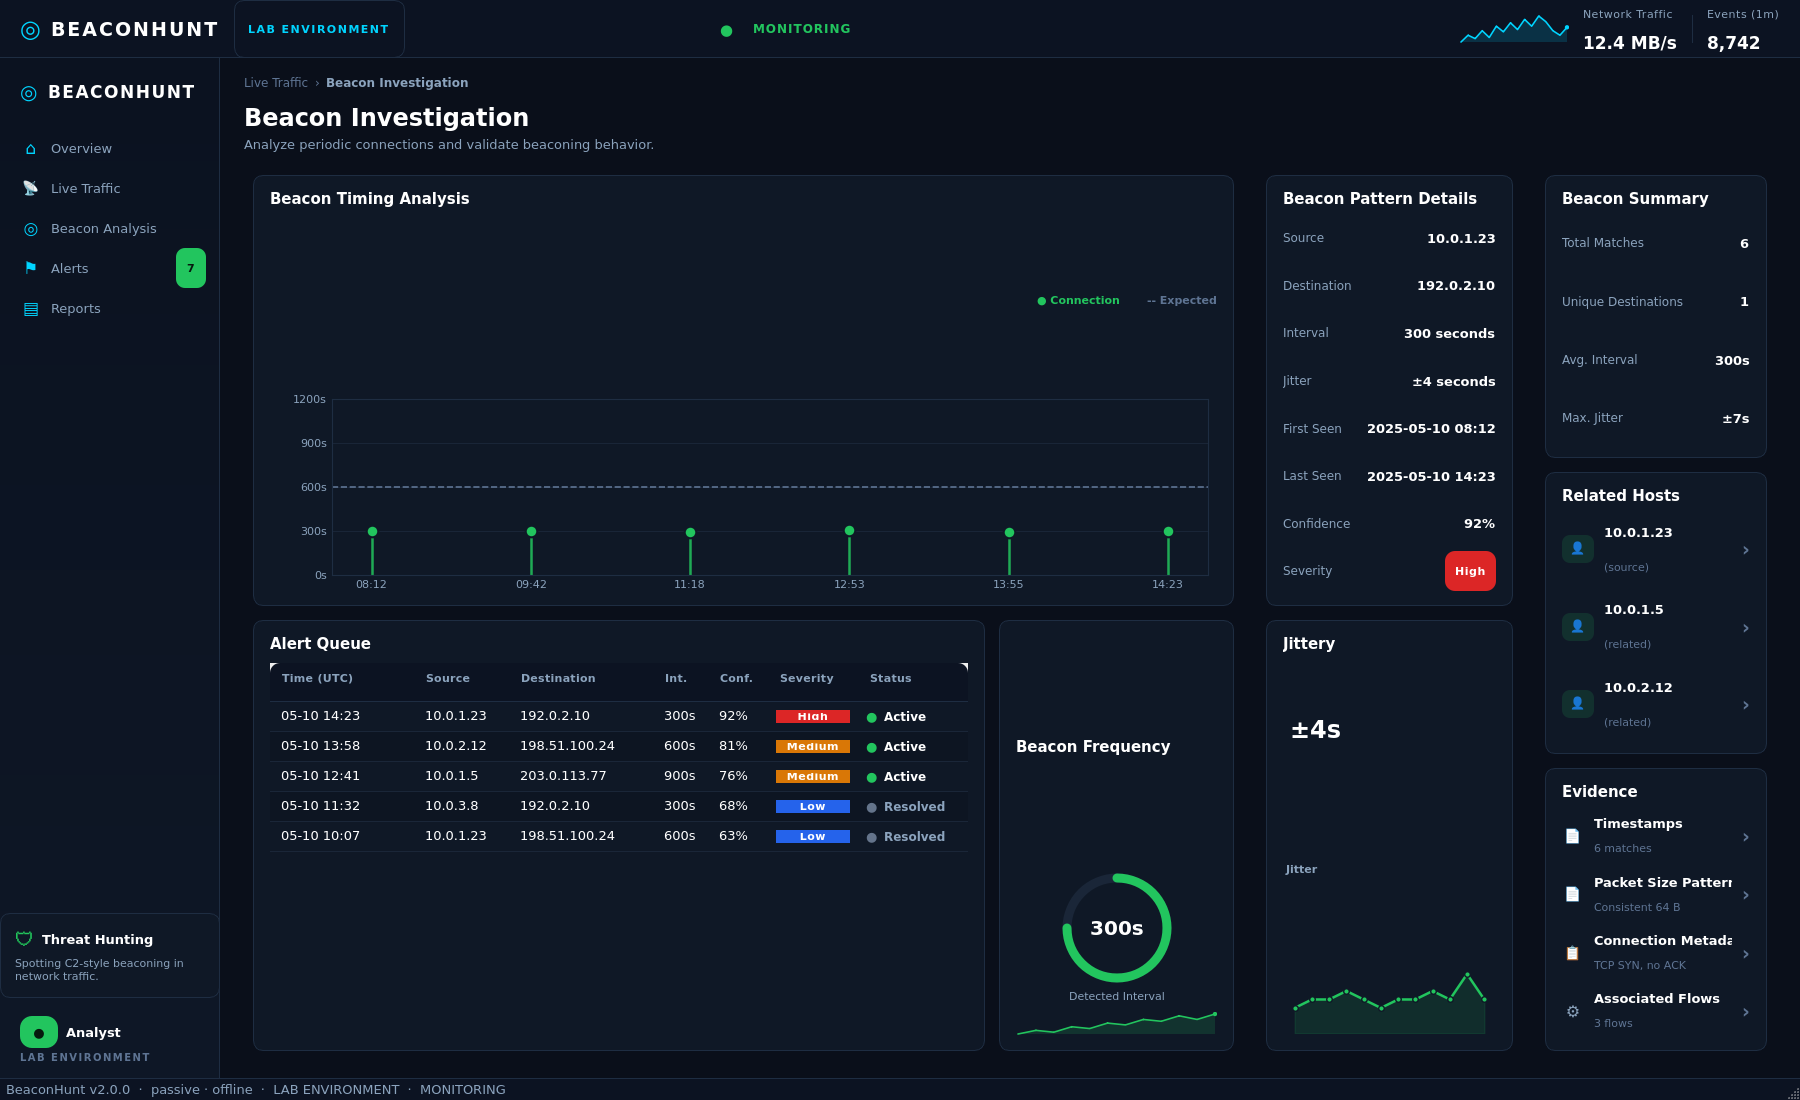 BEACONHUNT
LAB ENVIRONMENT
● MONITORING
Network Traffic
12.4 MB/s
Events (1m)
8,742
BEACONHUNT
Overview
Live Traffic
Beacon Analysis
Alerts 7
Reports
Threat Hunting
Spotting C2-style beaconing in
network traffic.
Analyst
LAB ENVIRONMENT
Live Traffic › Beacon Investigation
Beacon Investigation
Analyze periodic connections and validate beaconing behavior.
Beacon Timing Analysis
● Connection -- Expected
1200s
900s
600s
300s
0s
08:12 09:42 11:18 12:53 13:55 14:23
Beacon Pattern Details
Source 10.0.1.23
Destination 192.0.2.10
Interval 300 seconds
Jitter ±4 seconds
First Seen 2025-05-10 08:12
Last Seen 2025-05-10 14:23
Confidence 92%
Severity High
Beacon Summary
Total Matches 6
Unique Destinations 1
Avg. Interval 300s
Max. Jitter ±7s
Related Hosts
10.0.1.23
(source)
›
10.0.1.5
(related)
›
10.0.2.12
(related)
›
Alert Queue
Time (UTC) Source Destination Int. Conf. Severity Status
05-10 14:23 10.0.1.23 192.0.2.10 300s 92% High ● Active
05-10 13:58 10.0.2.12 198.51.100.24 600s 81% Medium ● Active
05-10 12:41 10.0.1.5 203.0.113.77 900s 76% Medium ● Active
05-10 11:32 10.0.3.8 192.0.2.10 300s 68% Low ● Resolved
05-10 10:07 10.0.1.23 198.51.100.24 600s 63% Low ● Resolved
Beacon Frequency
300s
Detected Interval
Jittery
±4s
Jitter
Evidence
Timestamps
6 matches
›
Packet Size Pattern
Consistent 64 B
›
Connection Metada
TCP SYN, no ACK
›
Associated Flows
3 flows
›
BeaconHunt v2.0.0 · passive · offline · LAB ENVIRONMENT · MONITORING